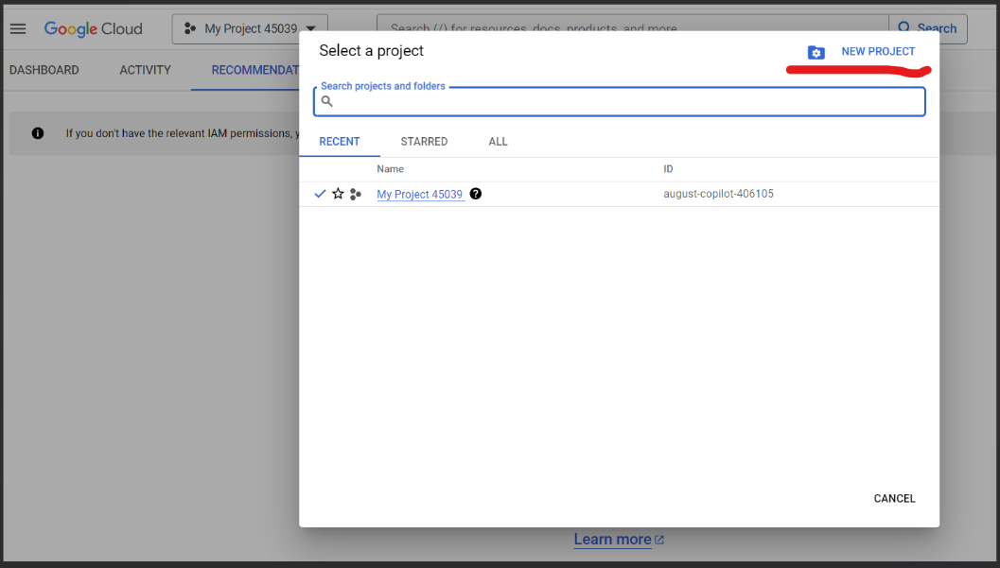 Google Cloud
My Project 45039
Search (/) for resources, docs, products, and more
Search
Select a project
NEW PROJECT
DASHBOARD
ACTIVITY
RECOMMENDAT
Search projects and folders
If you don't have the relevant IAM permissions, y
RECENT
STARRED
ALL
Name
ID
My Project 45039
august-copilot-406105
CANCEL
Learn more